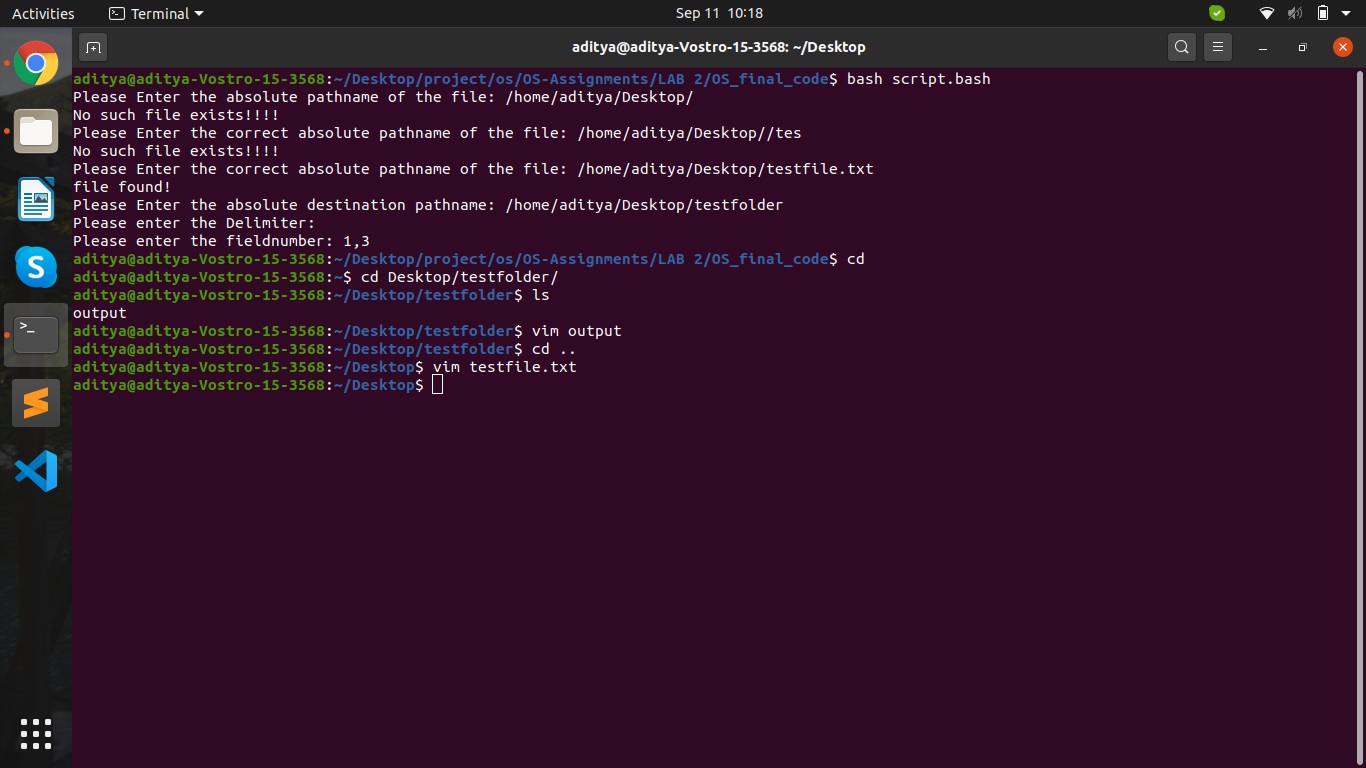 Activities
Terminal
Sep 11 10:18
aditya@aditya-Vostro-15-3568: ~/Desktop
aditya@aditya-Vostro-15-3568:~/Desktop/project/os/OS-Assignments/LAB 2/OS_final_code$ bash script.bash
Please Enter the absolute pathname of the file: /home/aditya/Desktop/
No such file exists!!!!
Please Enter the correct absolute pathname of the file: /home/aditya/Desktop//tes
No such file exists!!!!
Please Enter the correct absolute pathname of the file: /home/aditya/Desktop/testfile.txt
file found!
Please Enter the absolute destination pathname: /home/aditya/Desktop/testfolder
Please enter the Delimiter:
Please enter the fieldnumber: 1,3
aditya@aditya-Vostro-15-3568:~/Desktop/project/os/OS-Assignments/LAB 2/OS_final_code$ cd
aditya@aditya-Vostro-15-3568:~$ cd Desktop/testfolder/
aditya@aditya-Vostro-15-3568:~/Desktop/testfolder$ ls
output
aditya@aditya-Vostro-15-3568:~/Desktop/testfolder$ vim output
aditya@aditya-Vostro-15-3568:~/Desktop/testfolder$ cd ..
aditya@aditya-Vostro-15-3568:~/Desktop$ vim testfile.txt
aditya@aditya-Vostro-15-3568:~/Desktop$